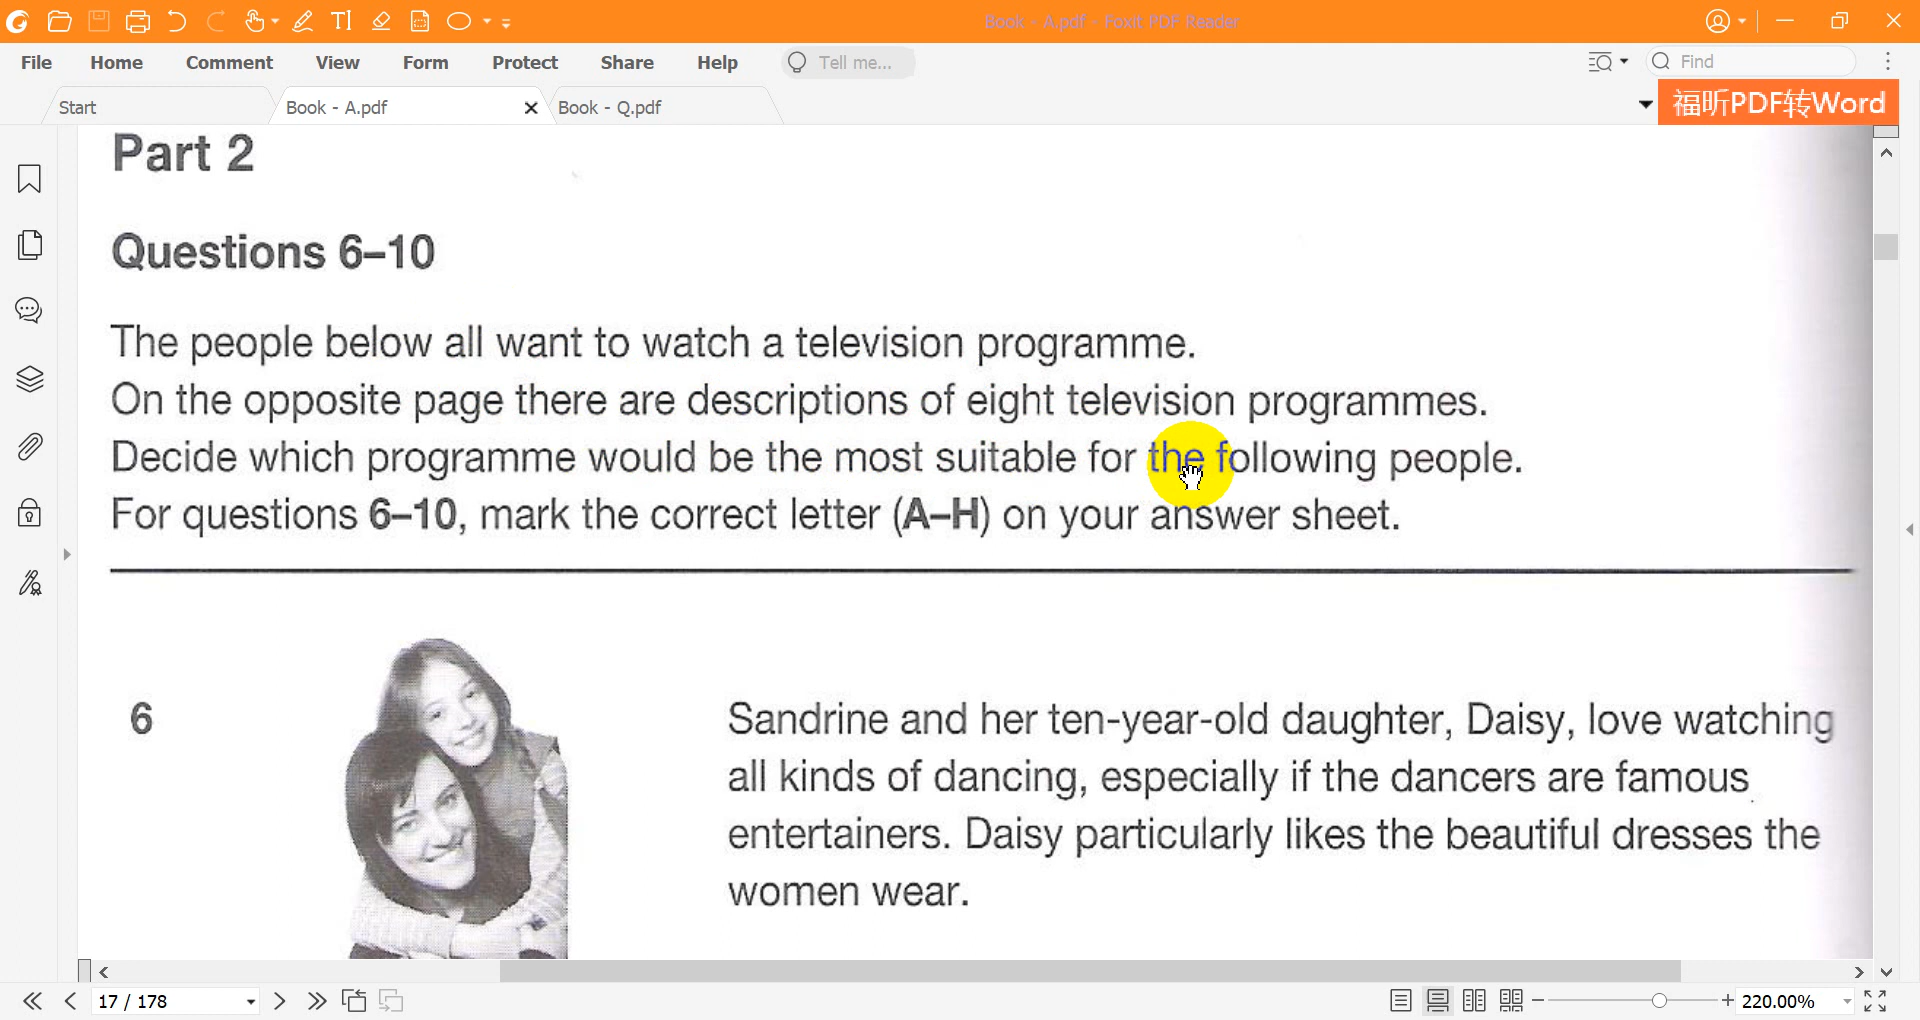 Book - A.pdf - Foxit PDF Reader
File Home Comment View Form Protect Share Help Tell me... Find
Start Book - A.pdf Book - Q.pdf 福昕PDF转Word
Part 2
Questions 6–10
The people below all want to watch a television programme.
On the opposite page there are descriptions of eight television programmes.
Decide which programme would be the most suitable for the following people.
For questions 6–10, mark the correct letter (A–H) on your answer sheet.
6
Sandrine and her ten-year-old daughter, Daisy, love watching
all kinds of dancing, especially if the dancers are famous
entertainers. Daisy particularly likes the beautiful dresses the
women wear.
17 / 178 220.00%